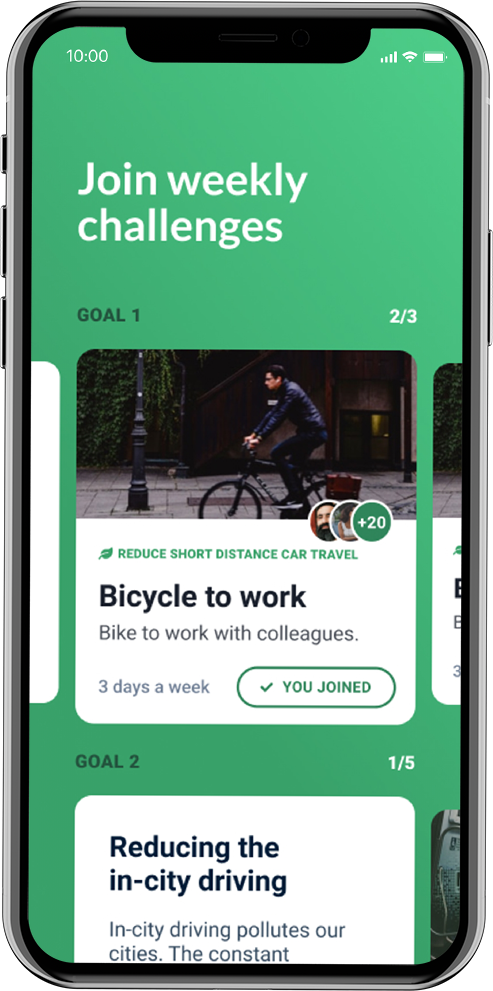 10:00
Join weekly
challenges
GOAL 1
2/3
+20
REDUCE SHORT DISTANCE CAR TRAVEL
Bicycle to work
Bike to work with colleagues.
3 days a week
YOU JOINED
GOAL 2
1/5
Reducing the
in-city driving
In-city driving pollutes our
cities. The constant